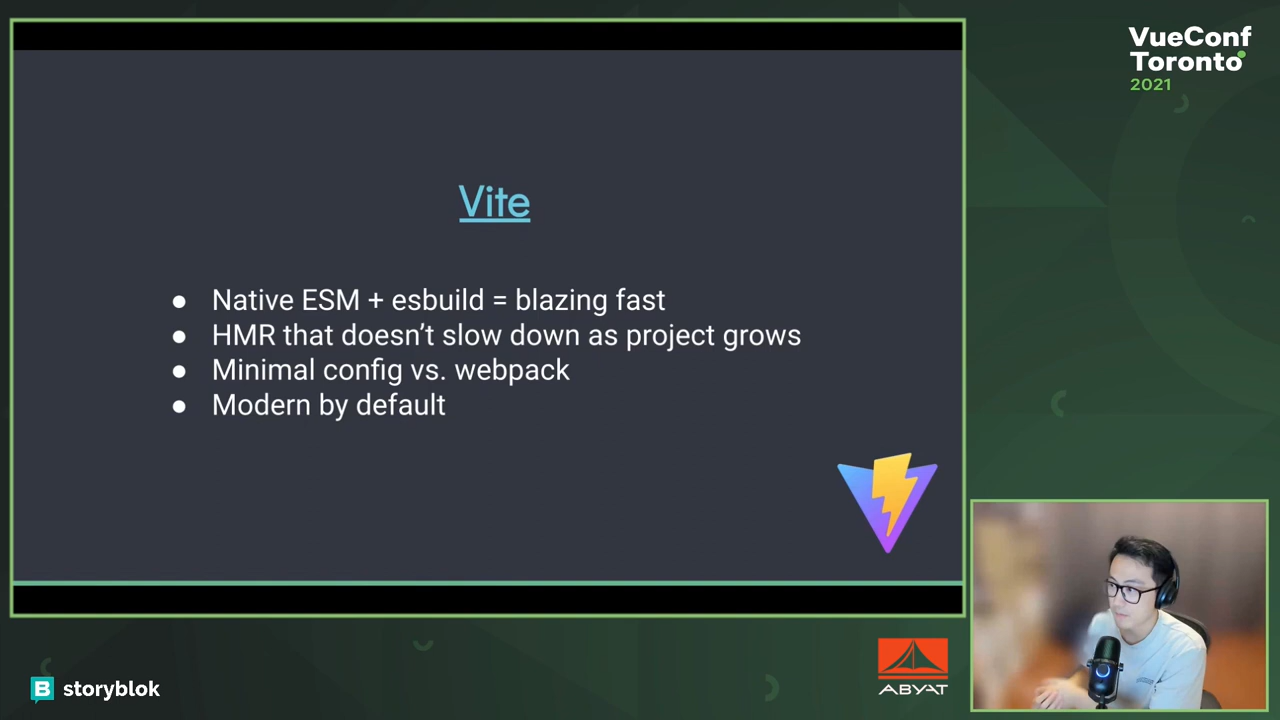 VueConf
Toronto
2021
Vite
● Native ESM + esbuild = blazing fast
● HMR that doesn’t slow down as project grows
● Minimal config vs. webpack
● Modern by default
B storyblok
ABYAT